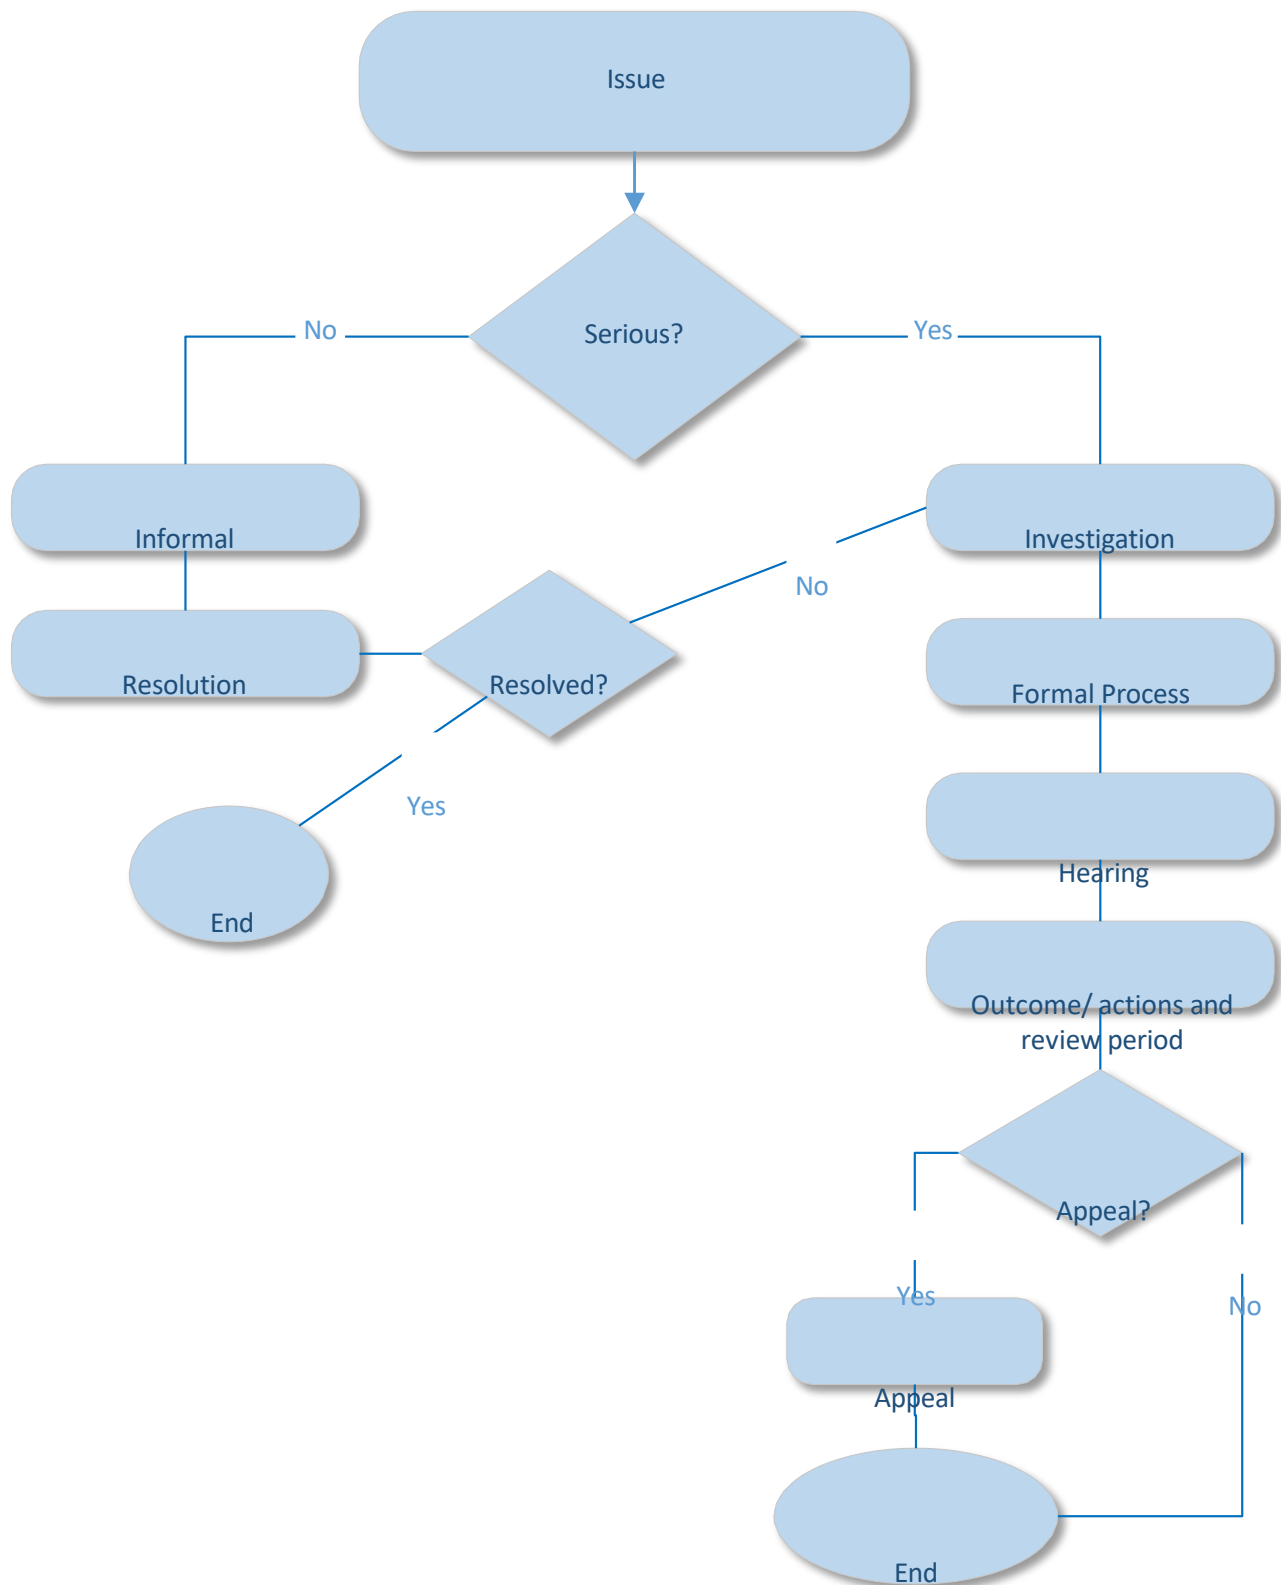 Issue
Serious?
No
Yes
Informal
Investigation
No
Resolution
Resolved?
Formal Process
Yes
Hearing
End
Outcome/ actions and
review period
Appeal?
Yes
No
Appeal
End